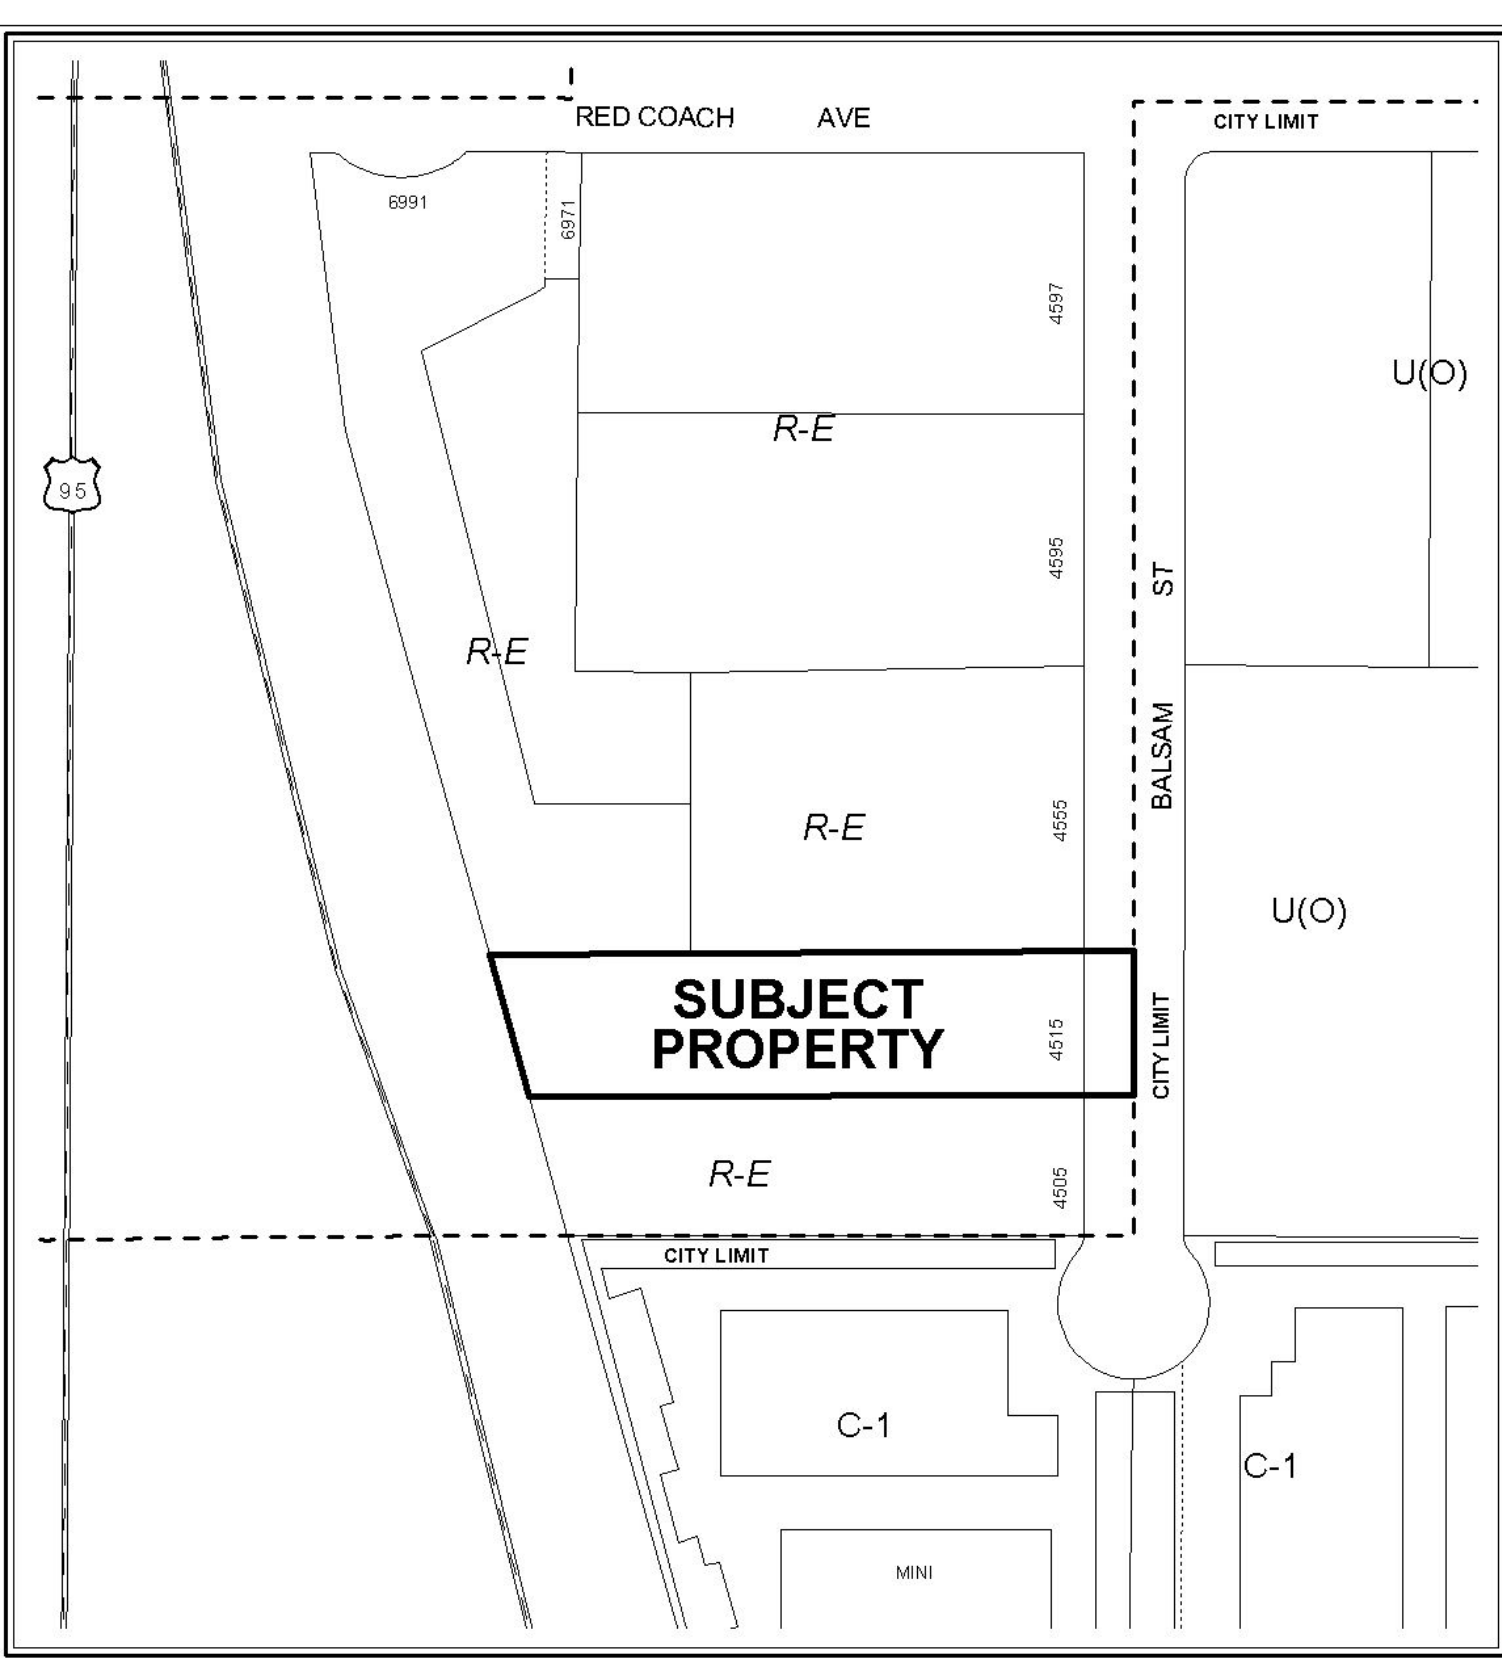 RED COACH AVE
CITY LIMIT
6991
6971
4597
U(O)
R-E
95
4595
ST
R-E
BALSAM
4555
R-E
U(O)
SUBJECT
PROPERTY
4515
CITY LIMIT
R-E
4505
CITY LIMIT
C-1
C-1
MINI